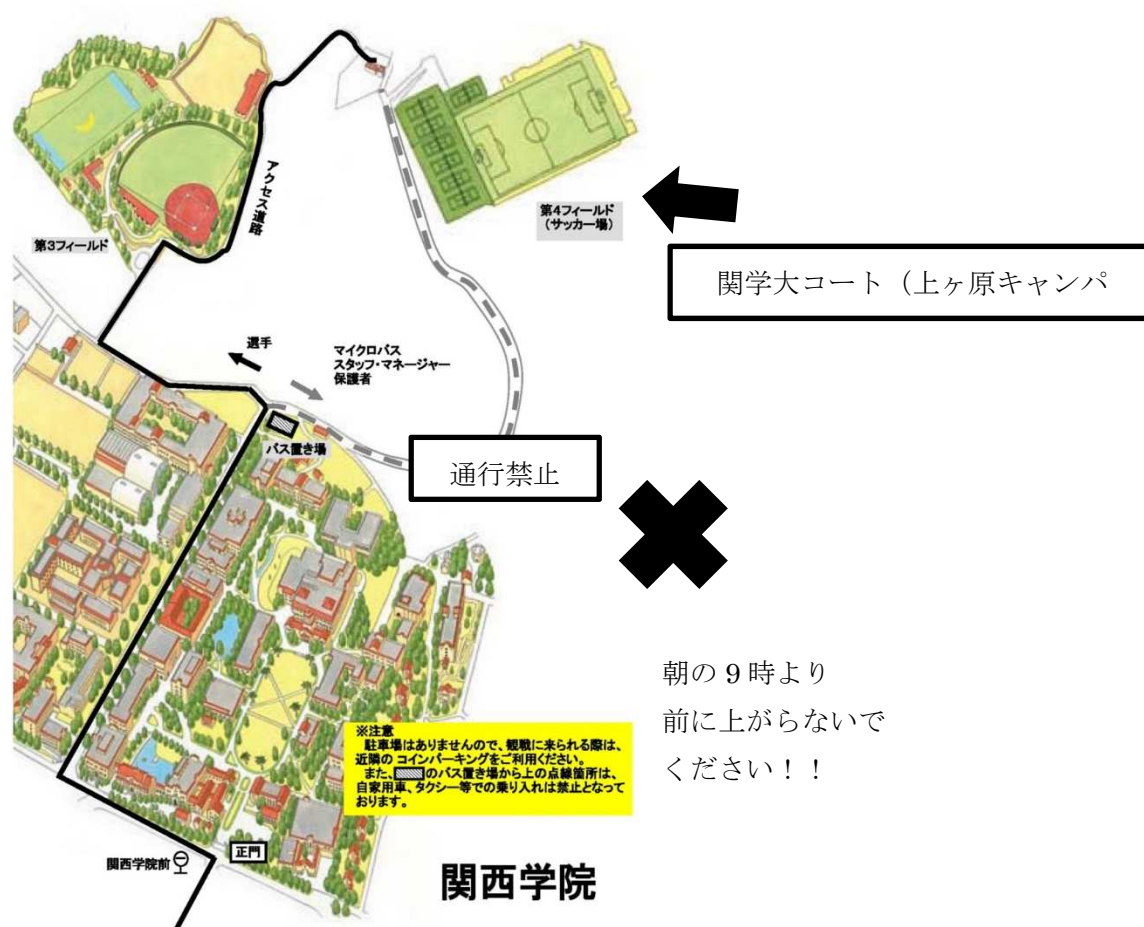 アクセス道路
第3フィールド
第4フィールド
（サッカー場）
関学大コート（上ヶ原キャンパ
選手
マイクロバス
スタッフ・マネージャー
保護者
バス置き場
通行禁止
朝の9時より
前に上がらないで
ください！！
※注意
駐車場はありませんので、観戦に来られる際は、
近隣の コインパーキングをご利用ください。
また、のバス置き場から上の点線箇所は、
自家用車、タクシー等での乗り入れは禁止となって
おります。
関西学院前
正門
関西学院